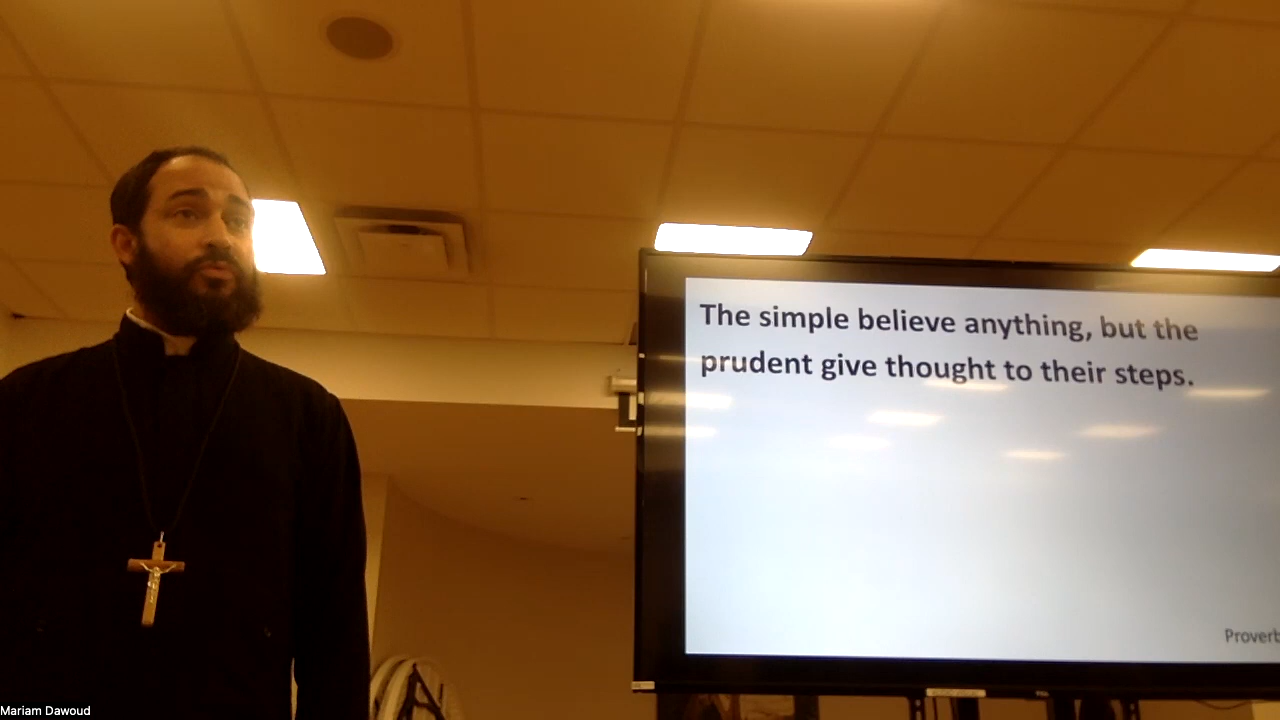 The simple believe anything, but the
prudent give thought to their steps.
Proverb
Mariam Dawoud